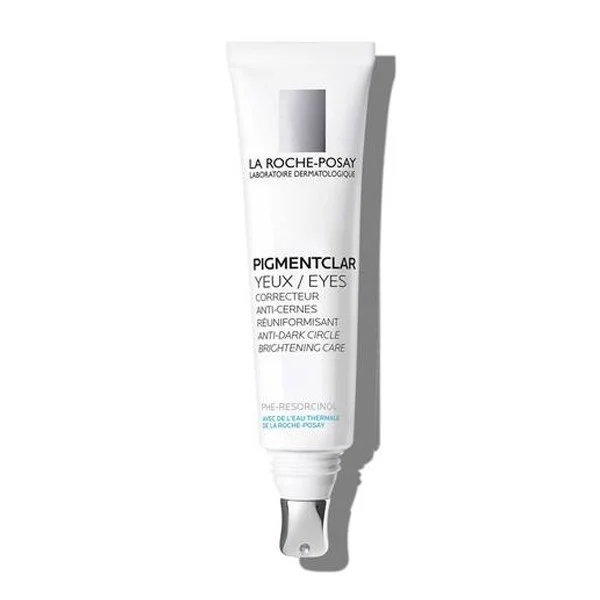 LA ROCHE-POSAY
LABORATOIRE DERMATOLOGIQUE
PIGMENTCLAR
YEUX / EYES
CORRECTEUR
ANTI-CERNES
RÉUNIFORMISANT
ANTI-DARK CIRCLE
BRIGHTENING CARE
PHE-RESORCINOL
AVEC DE L'EAU THERMALE
DE LA ROCHE-POSAY